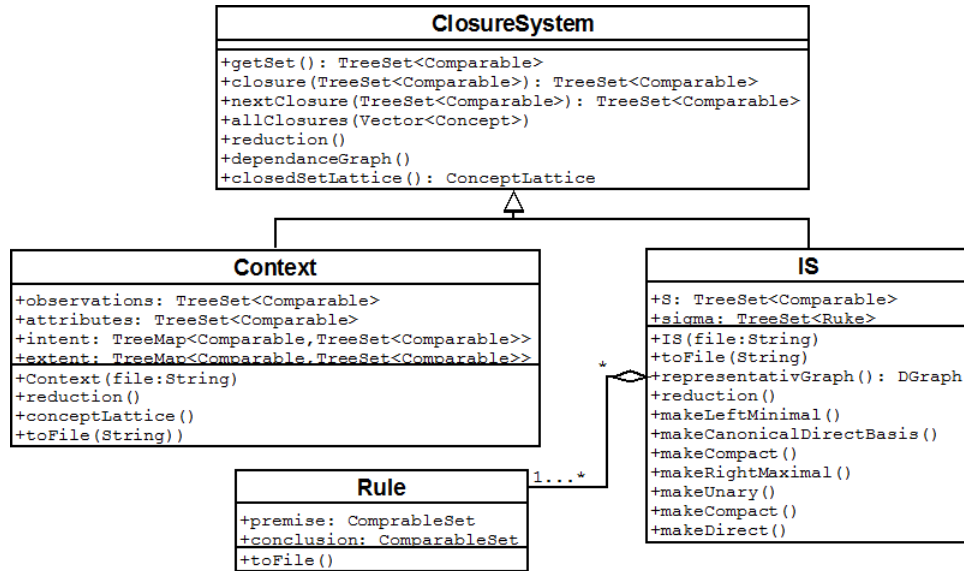 ClosureSystem
+getSet(): TreeSet<Comparable>
+closure(TreeSet<Comparable>): TreeSet<Comparable>
+nextClosure(TreeSet<Comparable>): TreeSet<Comparable>
+allClosures(Vector<Concept>)
+reduction()
+dependanceGraph()
+closedSetLattice(): ConceptLattice
Context
+observations: TreeSet<Comparable>
+attributes: TreeSet<Comparable>
+intent: TreeMap<Comparable,TreeSet<Comparable>>
+extent: TreeMap<Comparable,TreeSet<Comparable>>
+Context(file:String)
+reduction()
+conceptLattice()
+toFile(String))
IS
+S: TreeSet<Comparable>
+sigma: TreeSet<Ruke>
+IS(file:String)
+toFile(String)
+representativGraph(): DGraph
+reduction()
+makeLeftMinimal()
+makeCanonicalDirectBasis()
+makeCompact()
+makeRightMaximal()
+makeUnary()
+makeCompact()
+makeDirect()
*
1...*
Rule
+premise: ComprableSet
+conclusion: ComparableSet
+toFile()